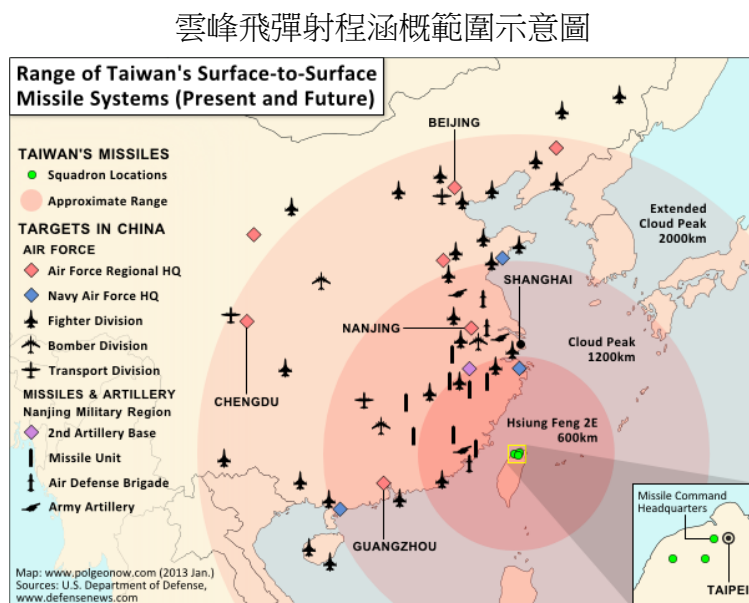 雲峰飛彈射程涵概範圍示意圖
Range of Taiwan's Surface-to-Surface
Missile Systems (Present and Future)
TAIWAN'S MISSILES
Squadron Locations
Approximate Range
TARGETS IN CHINA
AIR FORCE
Air Force Regional HQ
Navy Air Force HQ
Fighter Division
Bomber Division
Transport Division
MISSILES & ARTILLERY
Nanjing Military Region
2nd Artillery Base
Missile Unit
Air Defense Brigade
Army Artillery
Map: www.polgeonow.com (2013 Jan.)
Sources: U.S. Department of Defense,
www.defensenews.com
BEIJING
Extended
Cloud Peak
2000km
SHANGHAI
NANJING
Cloud Peak
1200km
CHENGDU
Hsiung Feng 2E
600km
GUANGZHOU
Missile Command
Headquarters
TAIPEI